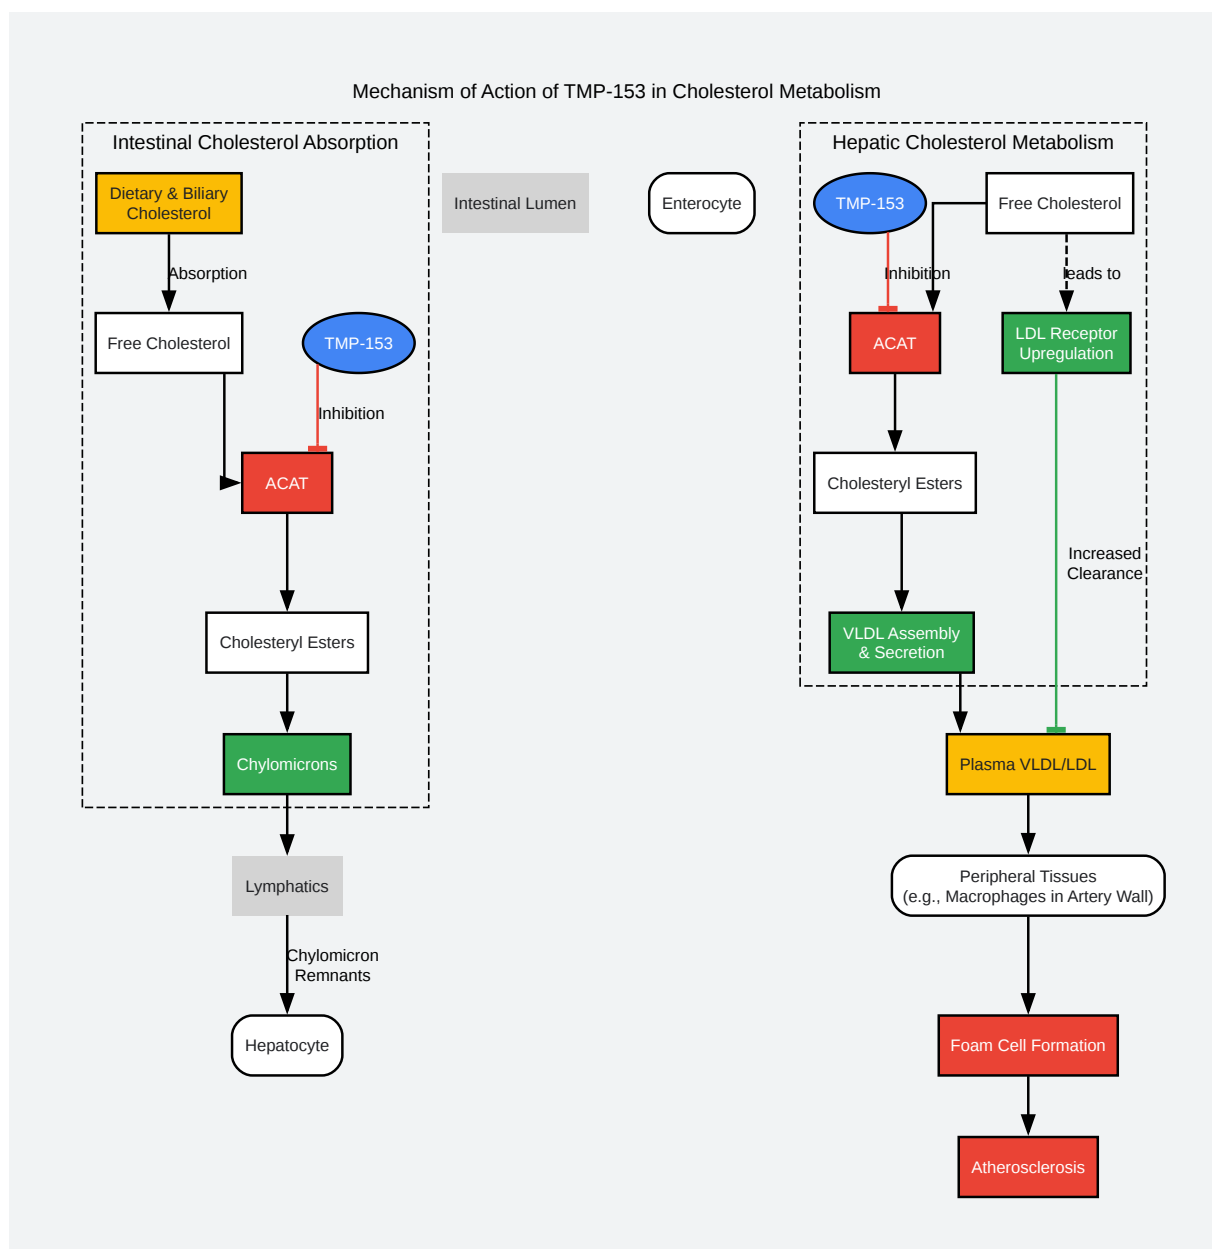 Mechanism of Action of TMP-153 in Cholesterol Metabolism
Intestinal Cholesterol Absorption
Dietary & Biliary
Cholesterol
Absorption
Free Cholesterol
TMP-153
Inhibition
ACAT
Cholesteryl Esters
Chylomicrons
Lymphatics
Chylomicron
Remnants
Hepatocyte
Intestinal Lumen
Enterocyte
Hepatic Cholesterol Metabolism
TMP-153
Free Cholesterol
Inhibition
leads to
ACAT
LDL Receptor
Upregulation
Cholesteryl Esters
Increased
Clearance
VLDL Assembly
& Secretion
Plasma VLDL/LDL
Peripheral Tissues
(e.g., Macrophages in Artery Wall)
Foam Cell Formation
Atherosclerosis